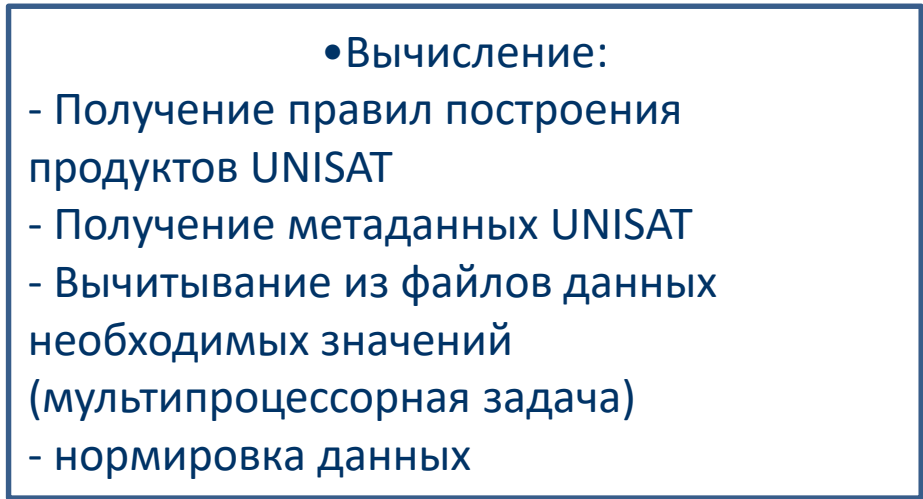 •Вычисление:
- Получение правил построения
продуктов UNISAT
- Получение метаданных UNISAT
- Вычитывание из файлов данных
необходимых значений
(мультипроцессорная задача)
- нормировка данных